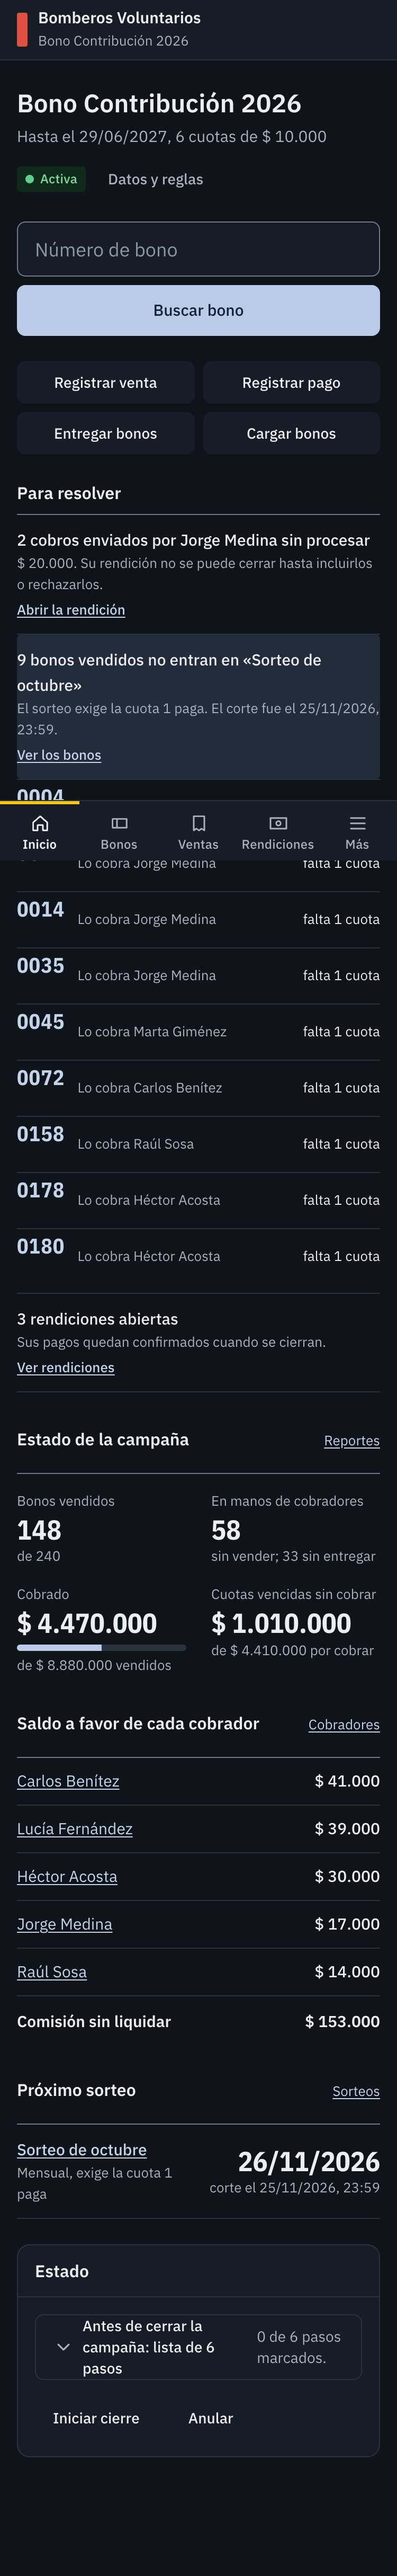 Bomberos Voluntarios
Bono Contribución 2026
Bono Contribución 2026
Hasta el 29/06/2027, 6 cuotas de $ 10.000
Activa
Datos y reglas
Número de bono
Buscar bono
Registrar venta
Registrar pago
Entregar bonos
Cargar bonos
Para resolver
2 cobros enviados por Jorge Medina sin procesar
$ 20.000. Su rendición no se puede cerrar hasta incluirlos
o rechazarlos.
Abrir la rendición
9 bonos vendidos no entran en «Sorteo de
octubre»
El sorteo exige la cuota 1 paga. El corte fue el 25/11/2026,
23:59.
Ver los bonos
0004
Inicio
Bonos
Ventas
Rendiciones
Más
Lo cobra Jorge Medina
falta 1 cuota
0014
Lo cobra Jorge Medina
falta 1 cuota
0035
Lo cobra Jorge Medina
falta 1 cuota
0045
Lo cobra Marta Giménez
falta 1 cuota
0072
Lo cobra Carlos Benítez
falta 1 cuota
0158
Lo cobra Raúl Sosa
falta 1 cuota
0178
Lo cobra Héctor Acosta
falta 1 cuota
0180
Lo cobra Héctor Acosta
falta 1 cuota
3 rendiciones abiertas
Sus pagos quedan confirmados cuando se cierran.
Ver rendiciones
Estado de la campaña
Reportes
Bonos vendidos
148
de 240
En manos de cobradores
58
sin vender; 33 sin entregar
Cobrado
$ 4.470.000
de $ 8.880.000 vendidos
Cuotas vencidas sin cobrar
$ 1.010.000
de $ 4.410.000 por cobrar
Saldo a favor de cada cobrador
Cobradores
Carlos Benítez
$ 41.000
Lucía Fernández
$ 39.000
Héctor Acosta
$ 30.000
Jorge Medina
$ 17.000
Raúl Sosa
$ 14.000
Comisión sin liquidar
$ 153.000
Próximo sorteo
Sorteos
Sorteo de octubre
Mensual, exige la cuota 1
paga
26/11/2026
corte el 25/11/2026, 23:59
Estado
Antes de cerrar la
campaña: lista de 6
pasos
0 de 6 pasos
marcados.
Iniciar cierre
Anular